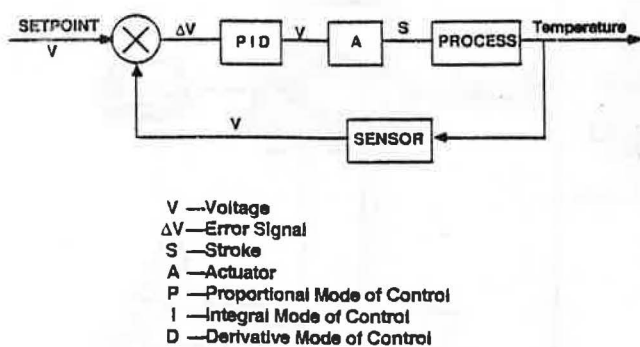 SETPOINT
V
ΔV
PID
V
A
S
PROCESS
Temperature
V
SENSOR
V —Voltage
ΔV—Error Signal
S —Stroke
A —Actuator
P —Proportional Mode of Control
I —Integral Mode of Control
D —Derivative Mode of Control